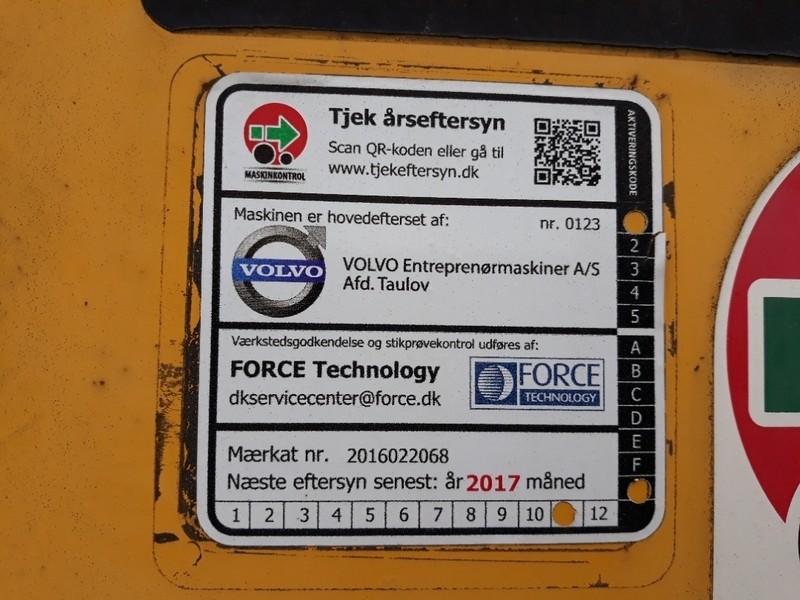 Tjek årseftersyn
Scan QR-koden eller gå til
www.tjekeftersyn.dk
MASKINKONTROL
AKTIVERINGSKODE
Maskinen er hovedefterset af:
nr. 0123
VOLVO
VOLVO Entreprenørmaskiner A/S
Afd. Taulov
2
3
4
5
Værkstedsgodkendelse og stikprøvekontrol udføres af:
FORCE Technology
dkservicecenter@force.dk
FORCE
TECHNOLOGY
A
B
C
D
E
F
Mærkat nr. 2016022068
Næste eftersyn senest: år 2017 måned
1 2 3 4 5 6 7 8 9 10 12